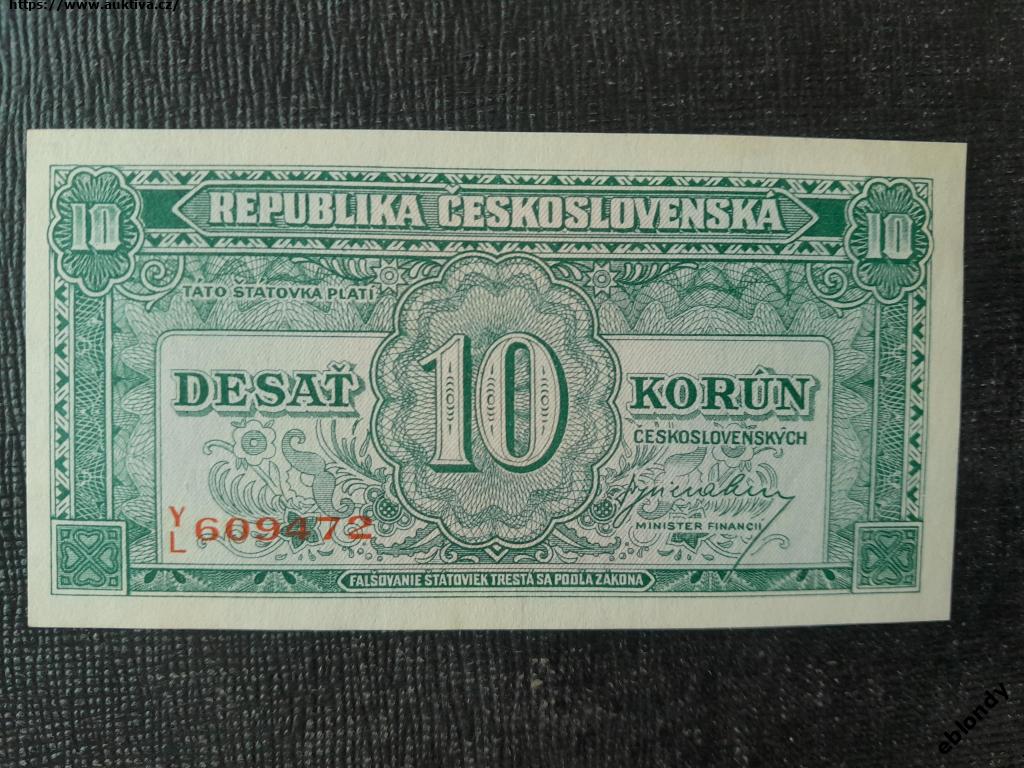 https://www.auktiva.cz/
10 REPUBLIKA ČESKOSLOVENSKÁ 10
TATO ŠTÁTOVKA PLATÍ
DESAŤ 10 KORÚN
ČESKOSLOVENSKÝCH
MINISTER FINANCIÍ
Y/L 609472
FALŠOVANIE ŠTÁTOVIEK TRESTÁ SA PODĽA ZÁKONA
eblondy